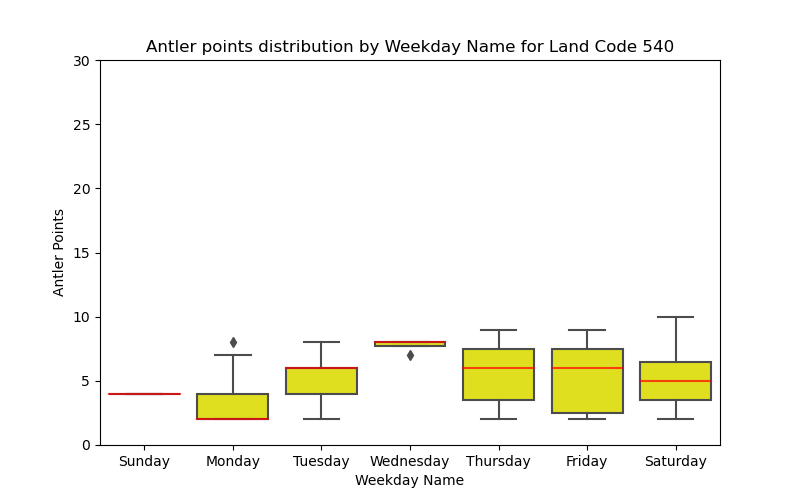 Antler points distribution by Weekday Name for Land Code 540
30
25
20
15
10
5
0
Antler Points
Sunday Monday Tuesday Wednesday Thursday Friday Saturday
Weekday Name